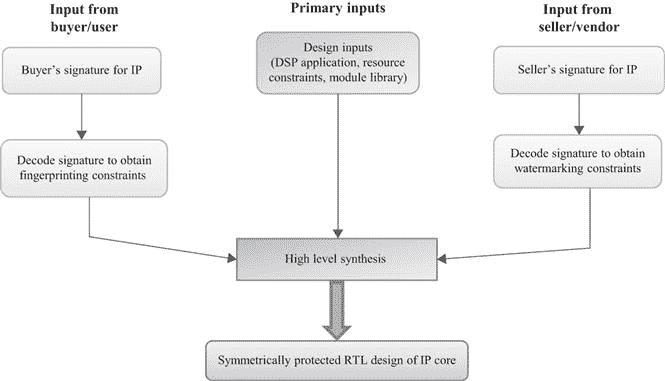 Input from
buyer/user
Buyer's signature for IP
Decode signature to obtain
fingerprinting constraints
Primary inputs
Design inputs
(DSP application, resource
constraints, module library)
Input from
seller/vendor
Seller's signature for IP
Decode signature to obtain
watermarking constraints
High level synthesis
Symmetrically protected RTL design of IP core